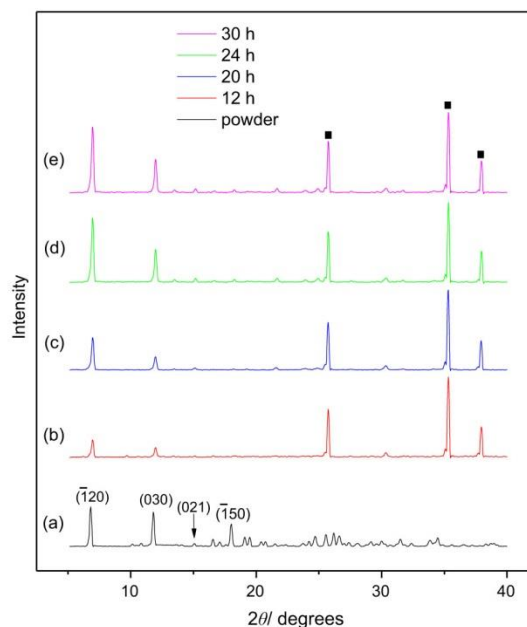 30 h
24 h
20 h
12 h
powder
(e)
(d)
(c)
(b)
(a)
(1̅20)
(030)
(021)
(1̅50)
Intensity
10
20
30
40
2θ/ degrees